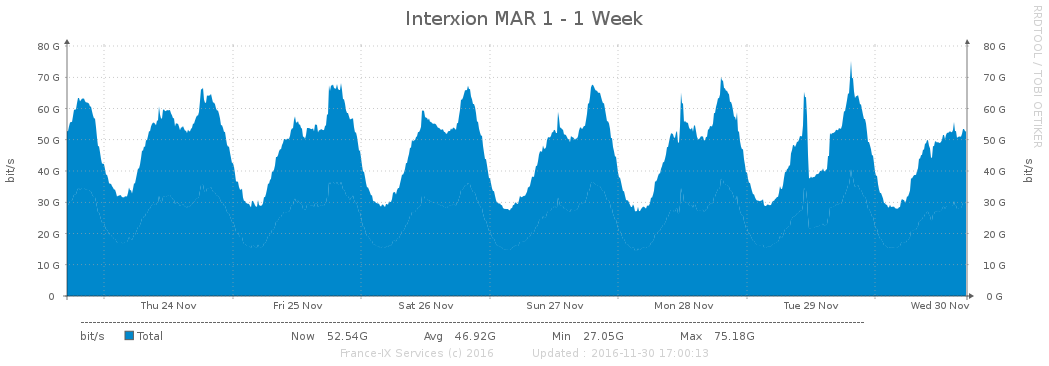 Interxion MAR 1 - 1 Week
RRDTOOL / TOBI OETIKER
bit/s
80 G 80 G
70 G 70 G
60 G 60 G
50 G 50 G
40 G 40 G
30 G 30 G
20 G 20 G
10 G 10 G
0 0 G
bit/s
Thu 24 Nov Fri 25 Nov Sat 26 Nov Sun 27 Nov Mon 28 Nov Tue 29 Nov Wed 30 Nov
bit/s Total Now 52.54G Avg 46.92G Min 27.05G Max 75.18G
France-IX Services (c) 2016 Updated : 2016-11-30 17:00:13